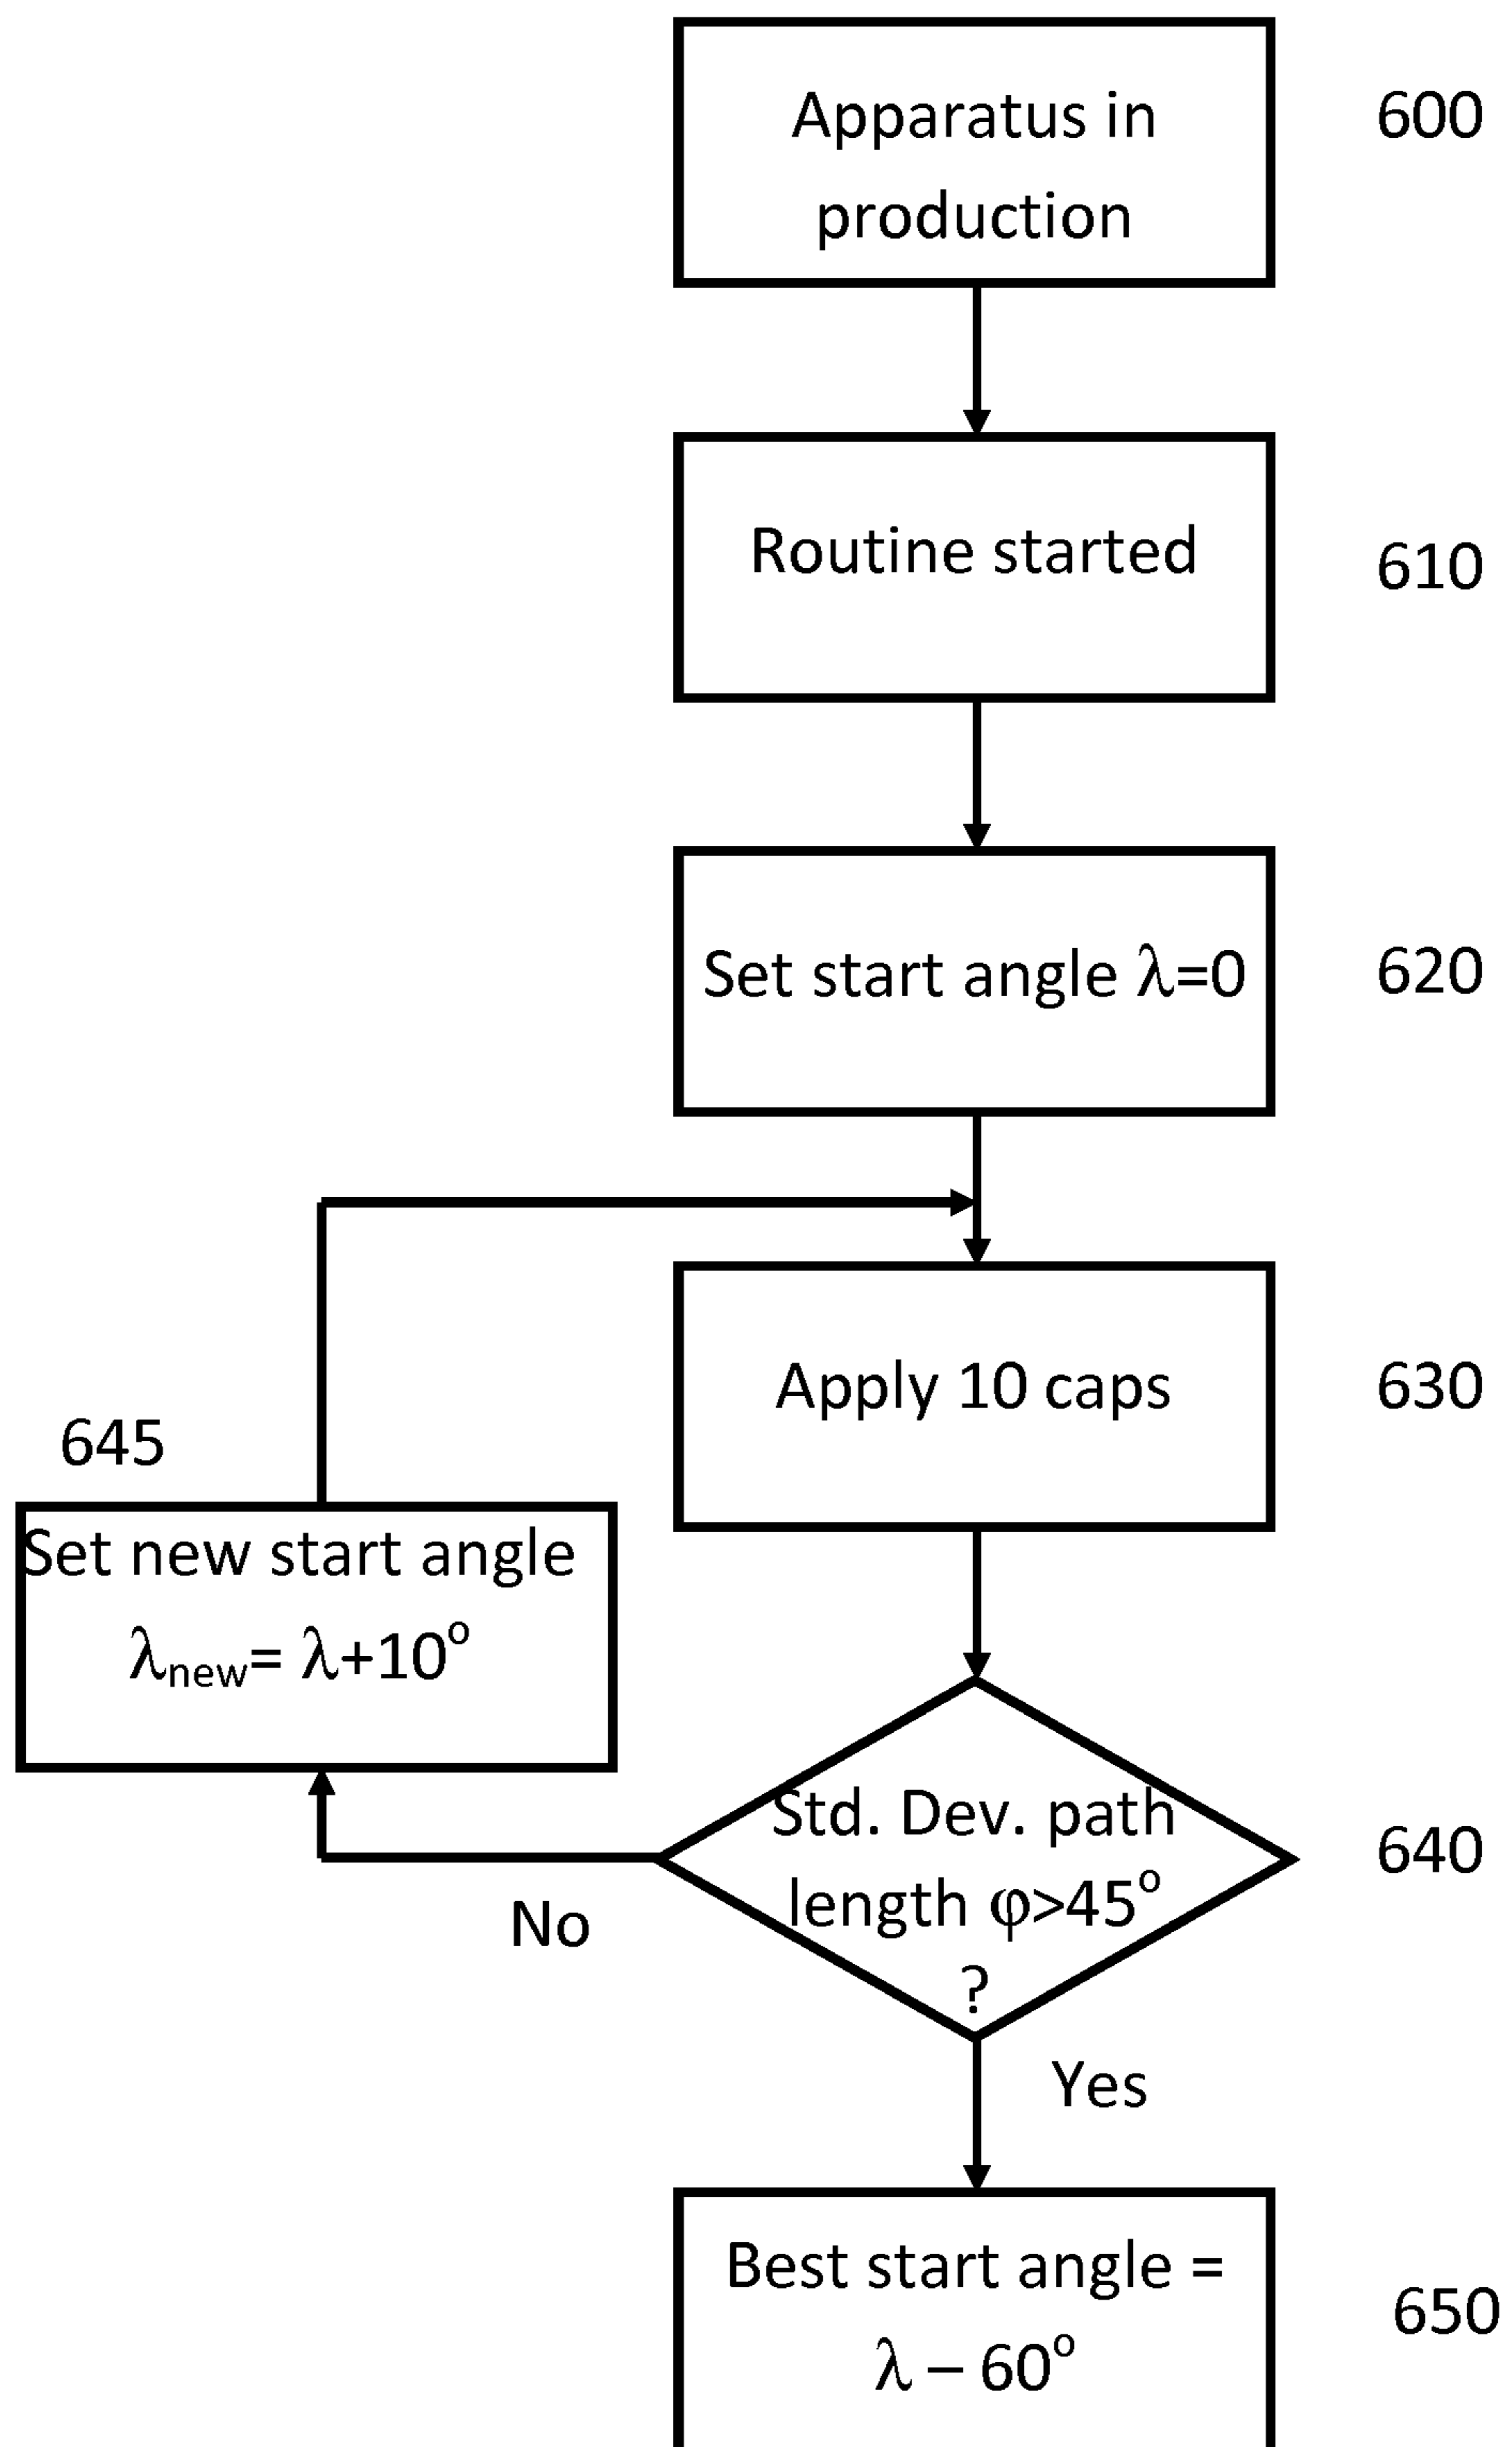 Apparatus in
production
600
Routine started
610
Set start angle λ=0
620
Apply 10 caps
630
645
Set new start angle
λnew= λ+10°
Std. Dev. path
length φ>45°
?
640
No
Yes
Best start angle =
λ – 60°
650